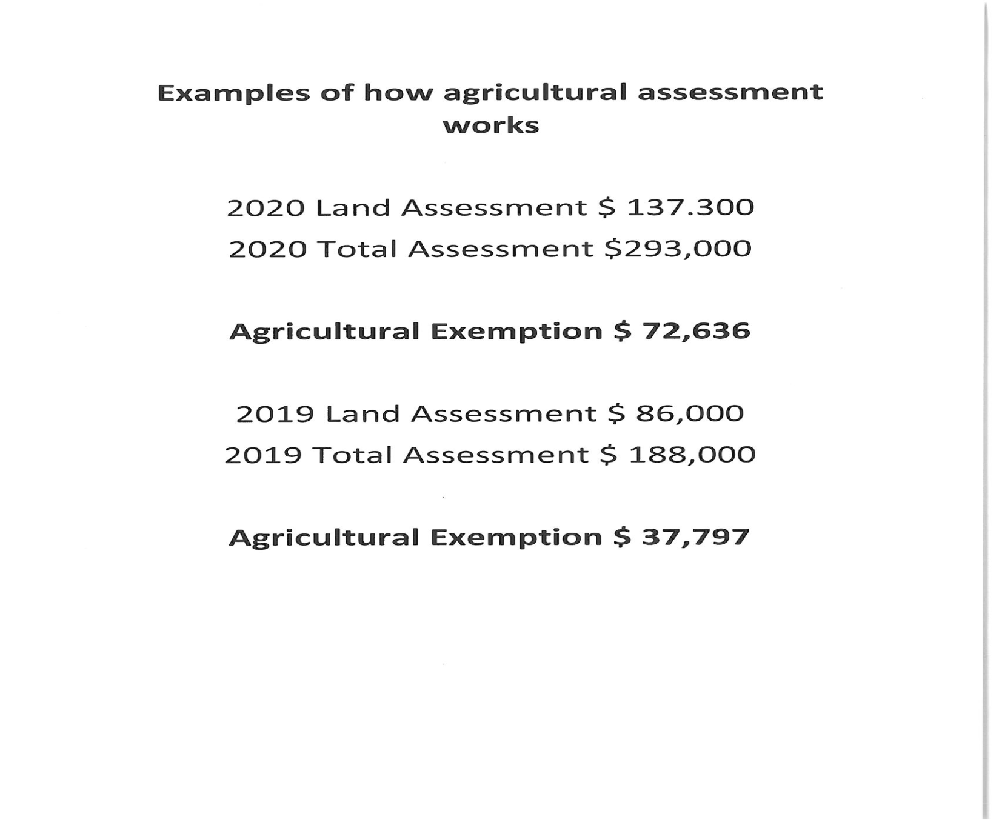 Examples of how agricultural assessment
works
2020 Land Assessment $ 137.300
2020 Total Assessment $293,000
Agricultural Exemption $ 72,636
2019 Land Assessment $ 86,000
2019 Total Assessment $ 188,000
Agricultural Exemption $ 37,797